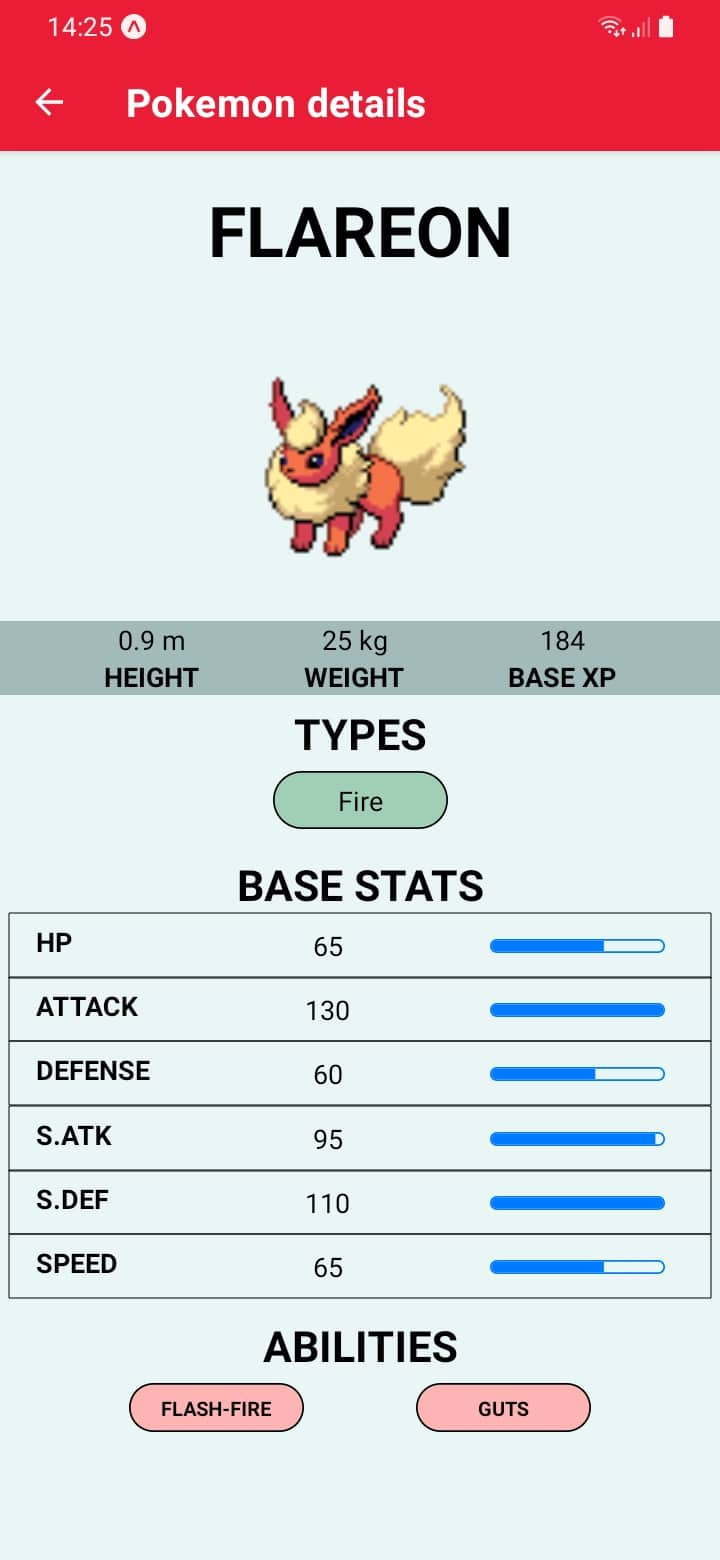 14:25
Pokemon details
FLAREON
0.9 m 25 kg 184
HEIGHT WEIGHT BASE XP
TYPES
Fire
BASE STATS
HP 65
ATTACK 130
DEFENSE 60
S.ATK 95
S.DEF 110
SPEED 65
ABILITIES
FLASH-FIRE GUTS